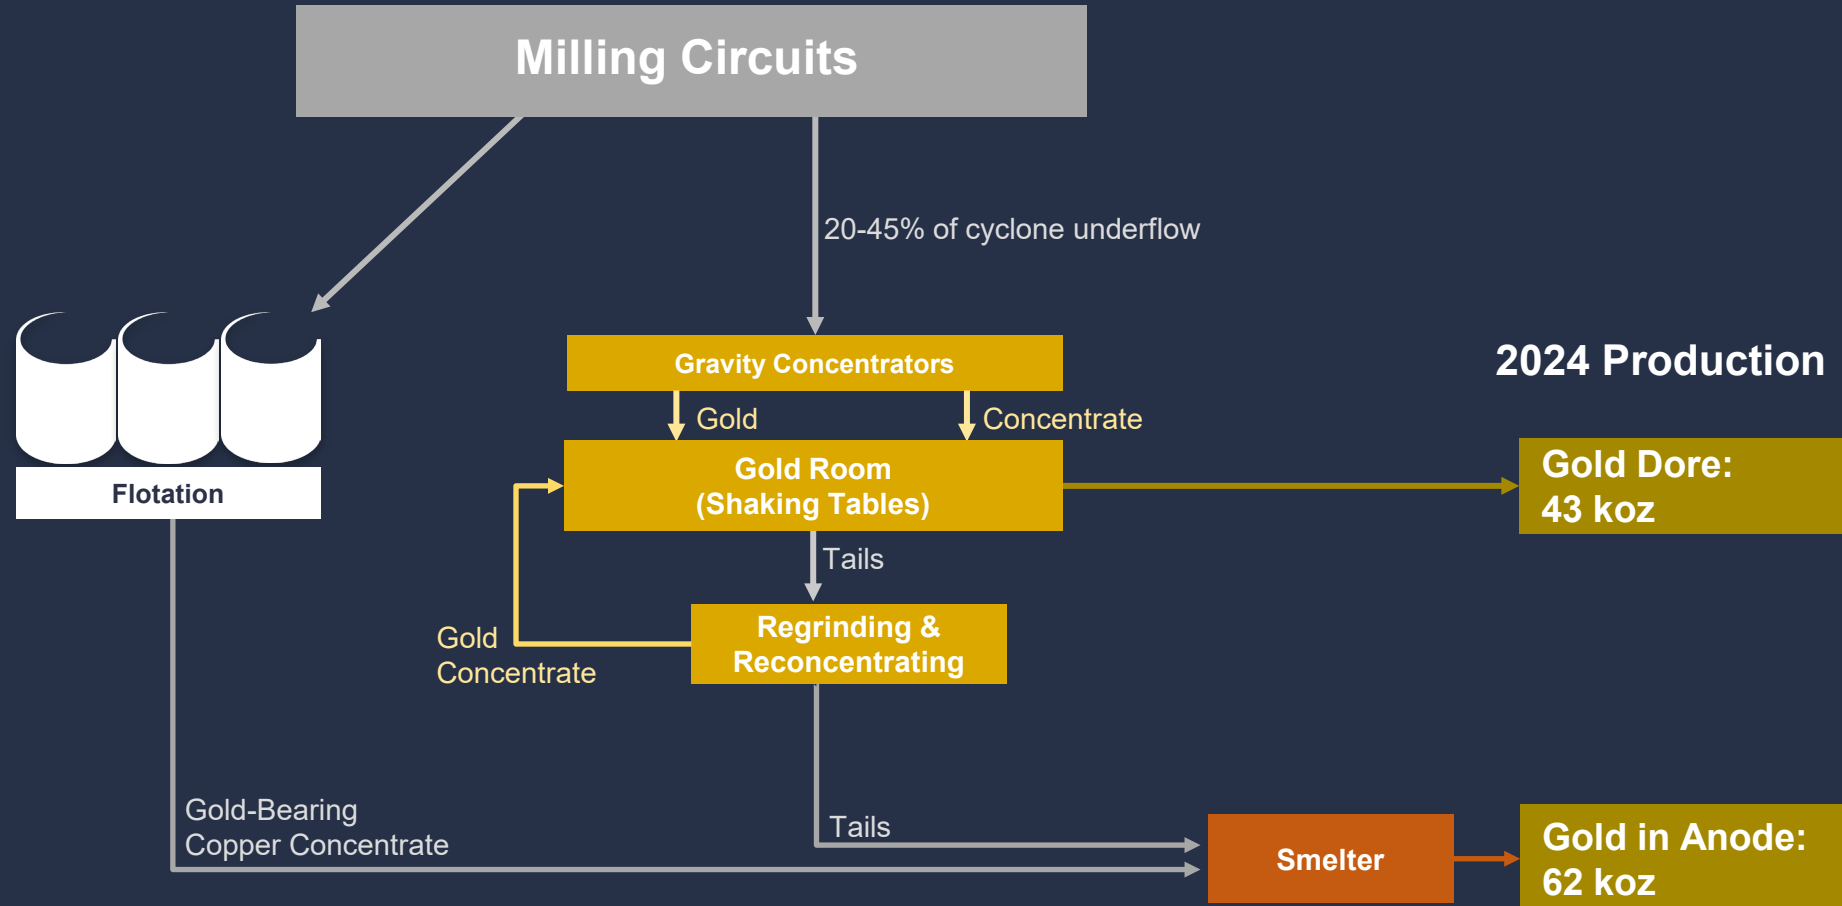 Milling Circuits
20-45% of cyclone underflow
Gravity Concentrators
2024 Production
Gold
Concentrate
Gold Room
(Shaking Tables)
Gold Dore:
43 koz
Flotation
Tails
Regrinding &
Reconcentrating
Gold
Concentrate
Gold-Bearing
Copper Concentrate
Tails
Smelter
Gold in Anode:
62 koz